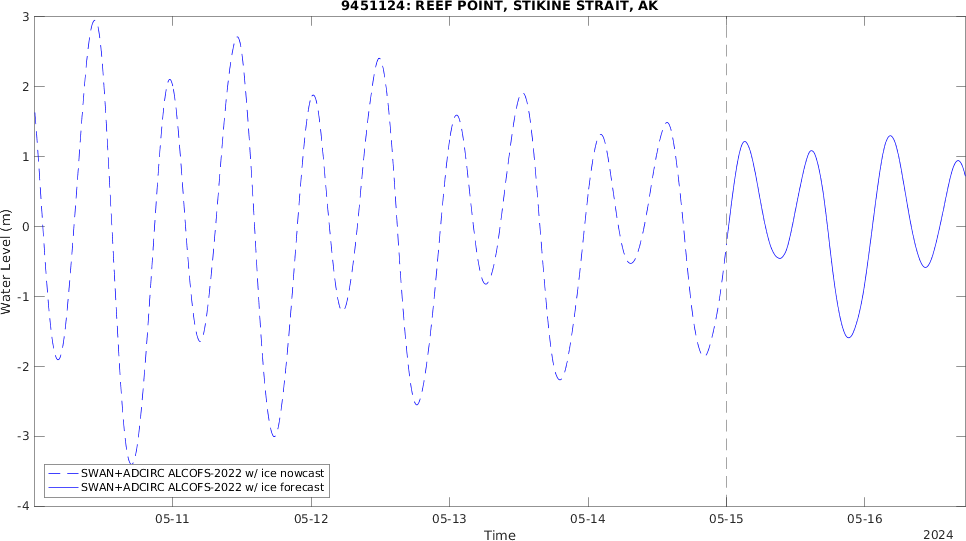 9451124: REEF POINT, STIKINE STRAIT, AK
3
2
1
0
-1
-2
-3
-4
Water Level (m)
SWAN+ADCIRC ALCOFS-2022 w/ ice nowcast
SWAN+ADCIRC ALCOFS-2022 w/ ice forecast
05-11 05-12 05-13 05-14 05-15 05-16
Time
2024